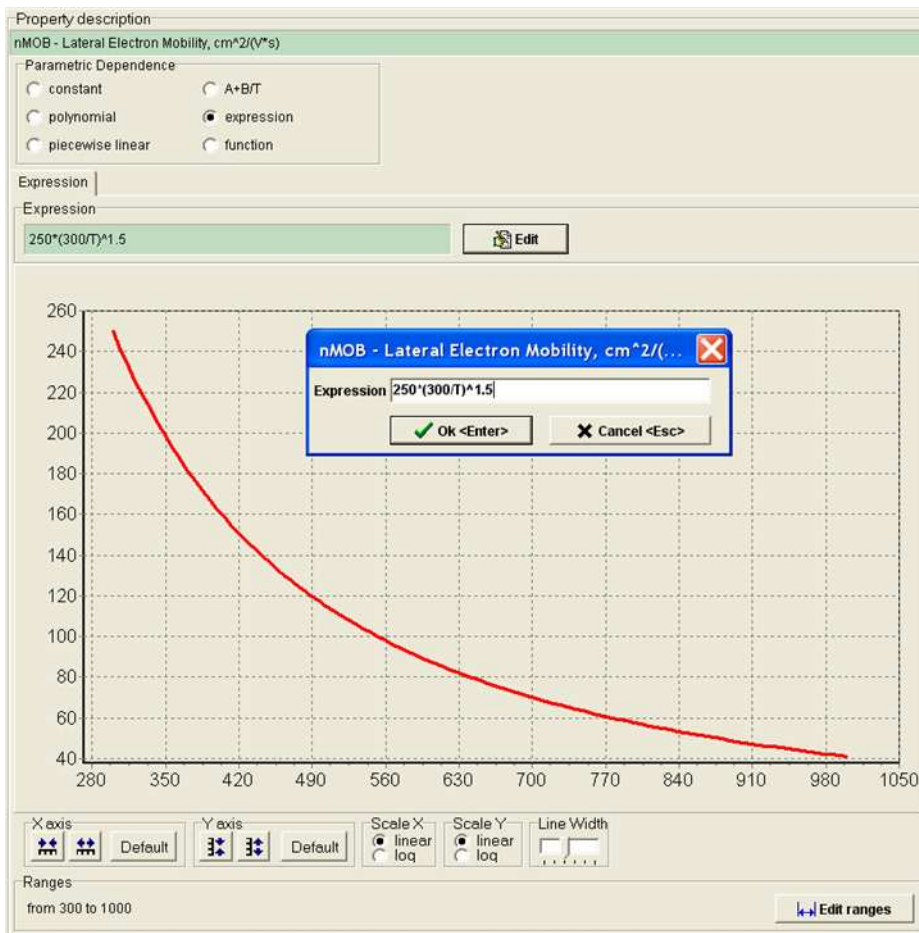 Property description
nMOB - Lateral Electron Mobility, cm^2/(V*s)
Parametric Dependence
constant A+B/T
polynomial expression
piecewise linear function
Expression
Expression
250*(300/T)^1.5 Edit
260
240
220
200
180
160
140
120
100
80
60
40
nMOB - Lateral Electron Mobility, cm^2/(...
Expression 250*(300/T)^1.5
Ok <Enter> Cancel <Esc>
280 350 420 490 560 630 700 770 840 910 980 1050
X axis Y axis Scale X Scale Y Line Width
Default Default linear linear
log log
Ranges
from 300 to 1000 Edit ranges